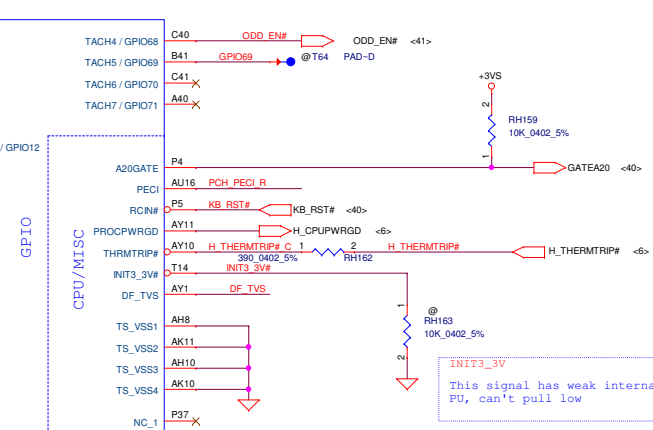 TACH4 / GPIO68 C40 ODD_EN# ODD_EN# <41>
TACH5 / GPIO69 B41 GPIO69 @ T64 PAD~D
TACH6 / GPIO70 C41
TACH7 / GPIO71 A40
+3VS
2
RH159
10K_0402_5%
1
/ GPIO12
A20GATE P4 GATEA20 <40>
PECI AU16 PCH_PECI_R
RCIN# P5 KB_RST# KB_RST# <40>
PROCPWRGD AY11 H_CPUPWRGD <6>
THRMTRIP# AY10 H_THERMTRIP#_C 1 2 H_THERMTRIP# H_THERMTRIP# <6>
390_0402_5% RH162
INIT3_3V# T14 INIT3_3V#
DF_TVS AY1 DF_TVS
GPIO
CPU/MISC
1
@
RH163
10K_0402_5%
2
TS_VSS1 AH8
TS_VSS2 AK11
TS_VSS3 AH10
TS_VSS4 AK10
NC_1 P37
INIT3_3V
This signal has weak interna
PU, can't pull low